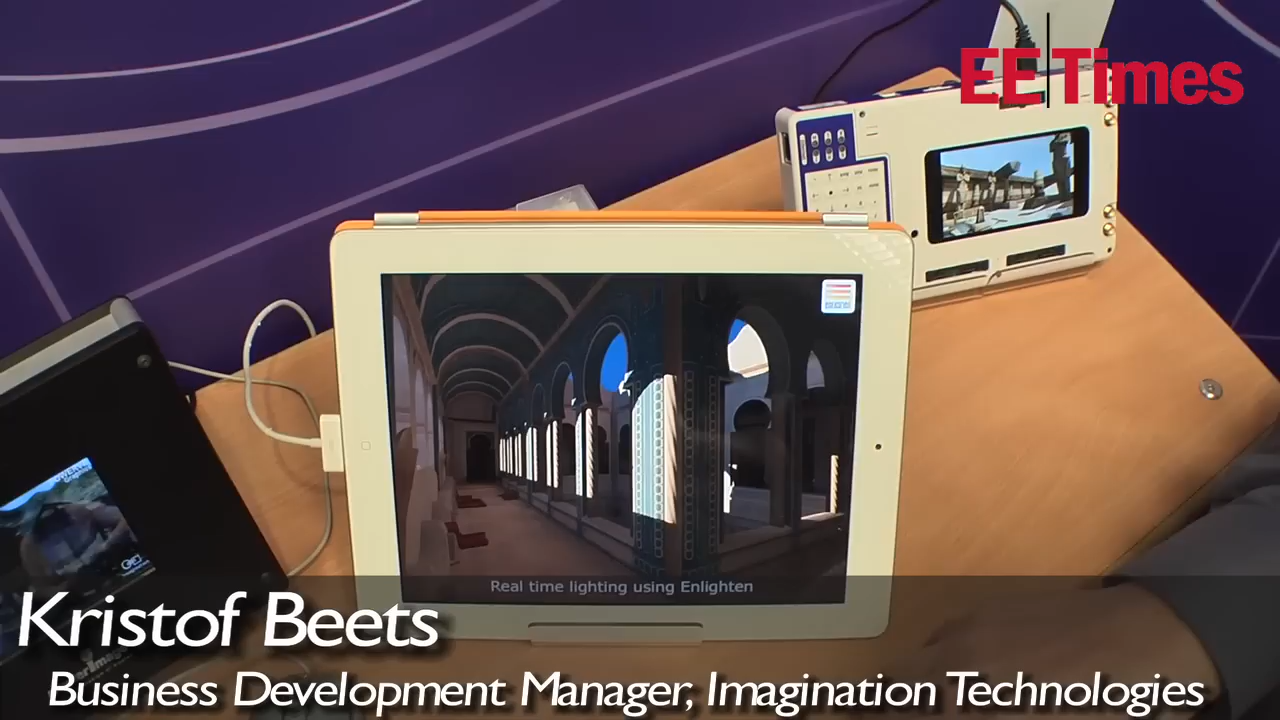 EE Times
Real time lighting using Enlighten
Kristof Beets
Business Development Manager, Imagination Technologies